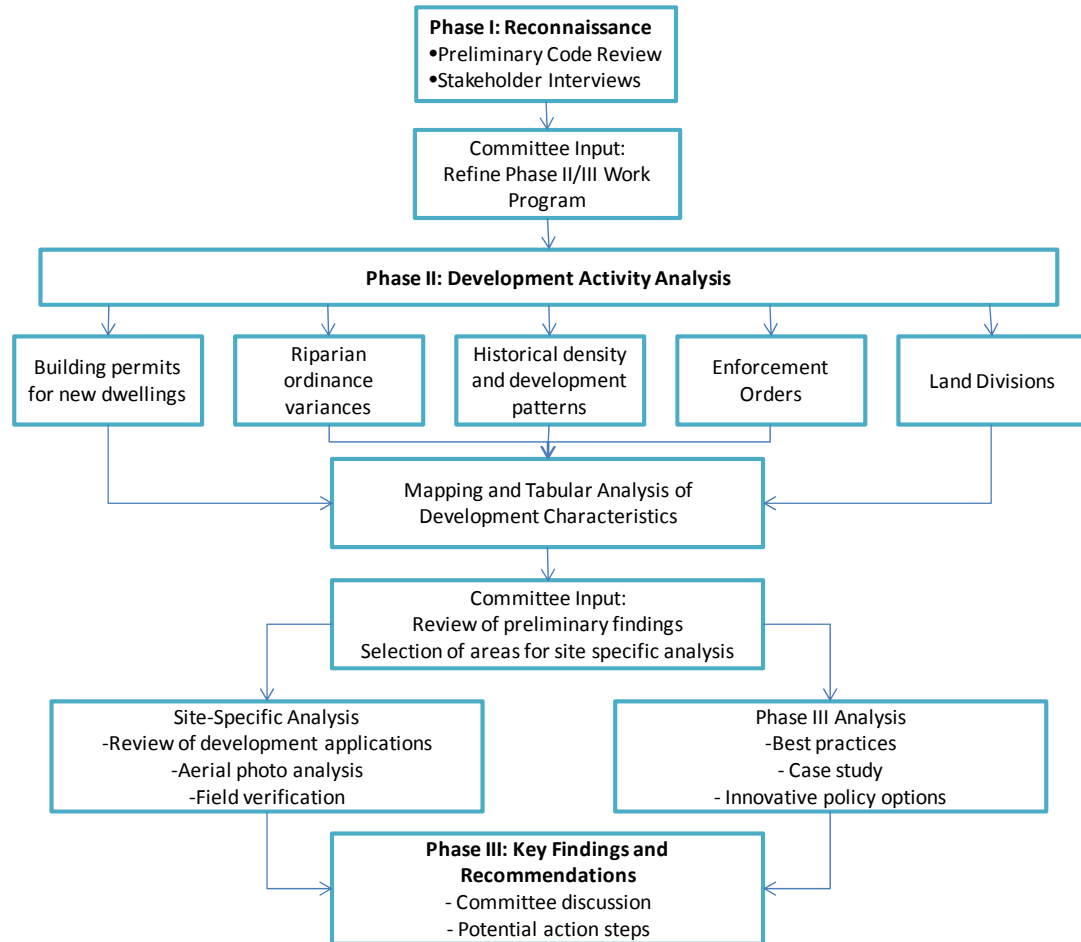 Phase I: Reconnaissance
•Preliminary Code Review
•Stakeholder Interviews
Committee Input:
Refine Phase II/III Work
Program
Phase II: Development Activity Analysis
Building permits
for new dwellings
Riparian
ordinance
variances
Historical density
and development
patterns
Enforcement
Orders
Land Divisions
Mapping and Tabular Analysis of
Development Characteristics
Committee Input:
Review of preliminary findings
Selection of areas for site specific analysis
Site-Specific Analysis
-Review of development applications
-Aerial photo analysis
-Field verification
Phase III Analysis
-Best practices
- Case study
- Innovative policy options
Phase III: Key Findings and
Recommendations
- Committee discussion
- Potential action steps